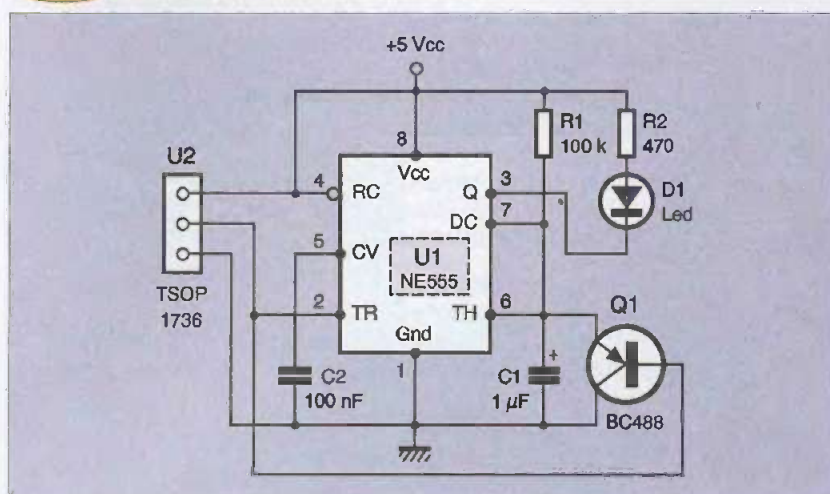 +5 Vcc
U2
TSOP
1736
8
Vcc
4
RC
Q
3
DC
7
5
CV
U1
NE555
2
TR
TH
6
Gnd
1
R1
100 k
R2
470
D1
Led
Q1
BC488
C2
100 nF
C1
+
1 µF